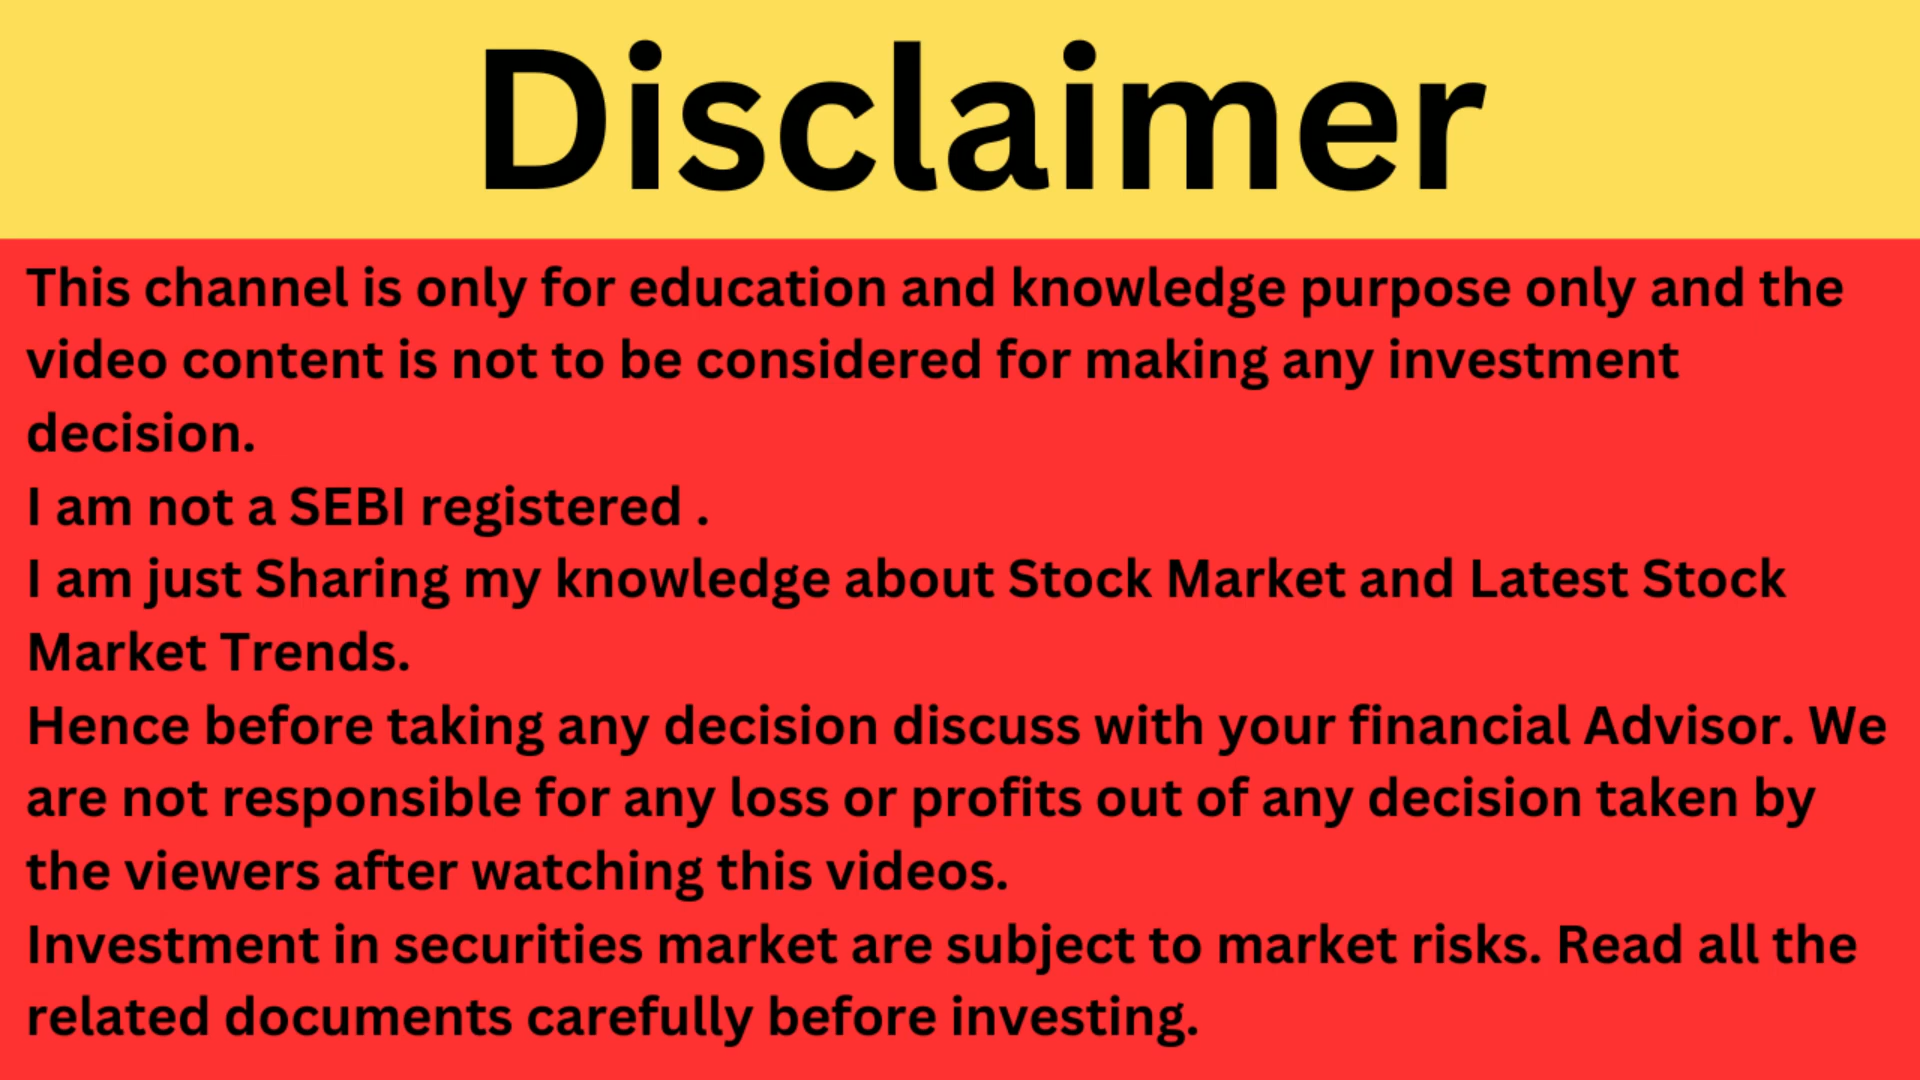 Disclaimer
This channel is only for education and knowledge purpose only and the
video content is not to be considered for making any investment
decision.
I am not a SEBI registered .
I am just Sharing my knowledge about Stock Market and Latest Stock
Market Trends.
Hence before taking any decision discuss with your financial Advisor. We
are not responsible for any loss or profits out of any decision taken by
the viewers after watching this videos.
Investment in securities market are subject to market risks. Read all the
related documents carefully before investing.